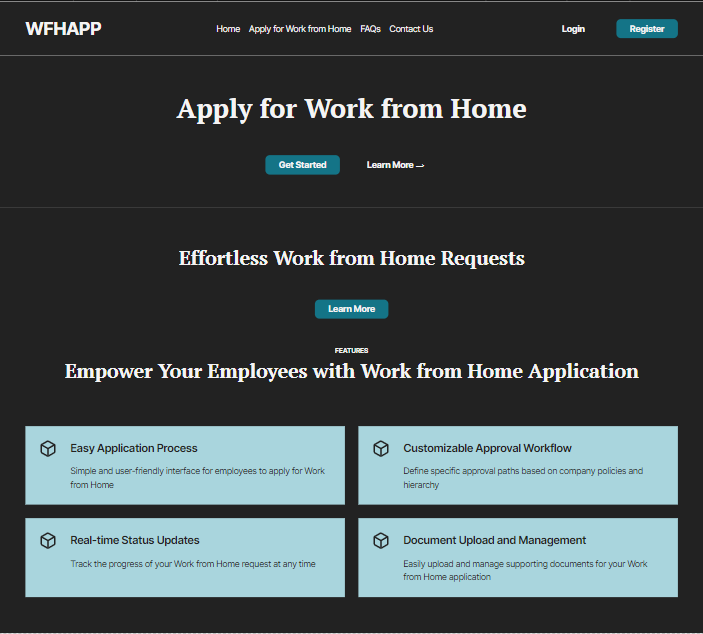 WFHAPP
Home Apply for Work from Home FAQs Contact Us
Login
Register
Apply for Work from Home
Get Started
Learn More →
Effortless Work from Home Requests
Learn More
FEATURES
Empower Your Employees with Work from Home Application
Easy Application Process
Simple and user-friendly interface for employees to apply for Work
from Home
Customizable Approval Workflow
Define specific approval paths based on company policies and
hierarchy
Real-time Status Updates
Track the progress of your Work from Home request at any time
Document Upload and Management
Easily upload and manage supporting documents for your Work
from Home application